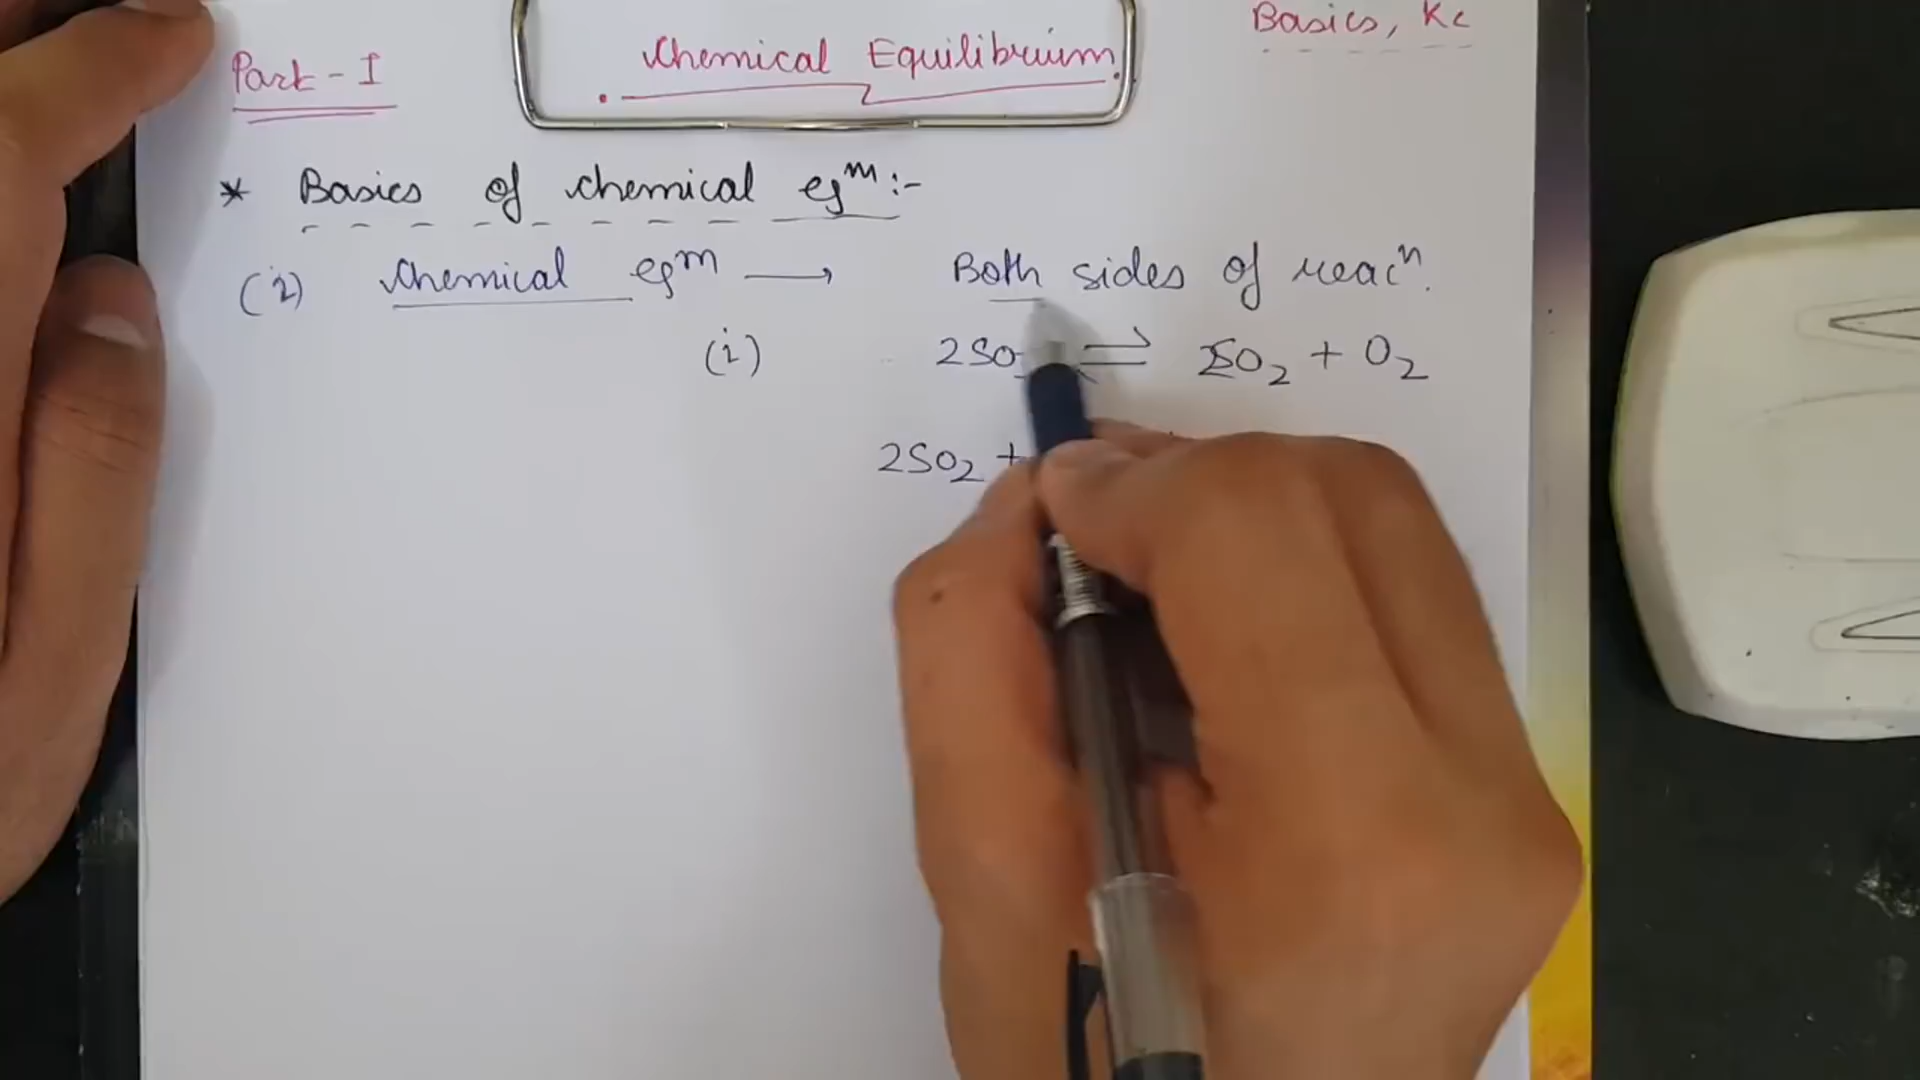 Part-I
Chemical Equilibrium
Basics, Kc
* Basics of chemical eqᵐ:-
(i) Chemical eqᵐ → Both sides of reacⁿ.
(i) 2SO ⇌ SO₂ + O₂
2SO₂ +